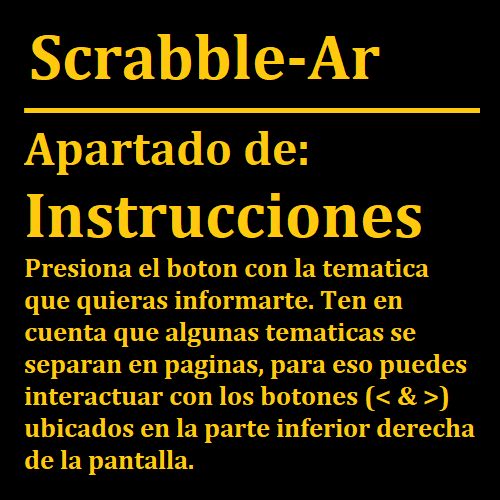 Scrabble-Ar
Apartado de:
Instrucciones
Presiona el boton con la tematica
que quieras informarte. Ten en
cuenta que algunas tematicas se
separan en paginas, para eso puedes
interactuar con los botones (< & >)
ubicados en la parte inferior derecha
de la pantalla.